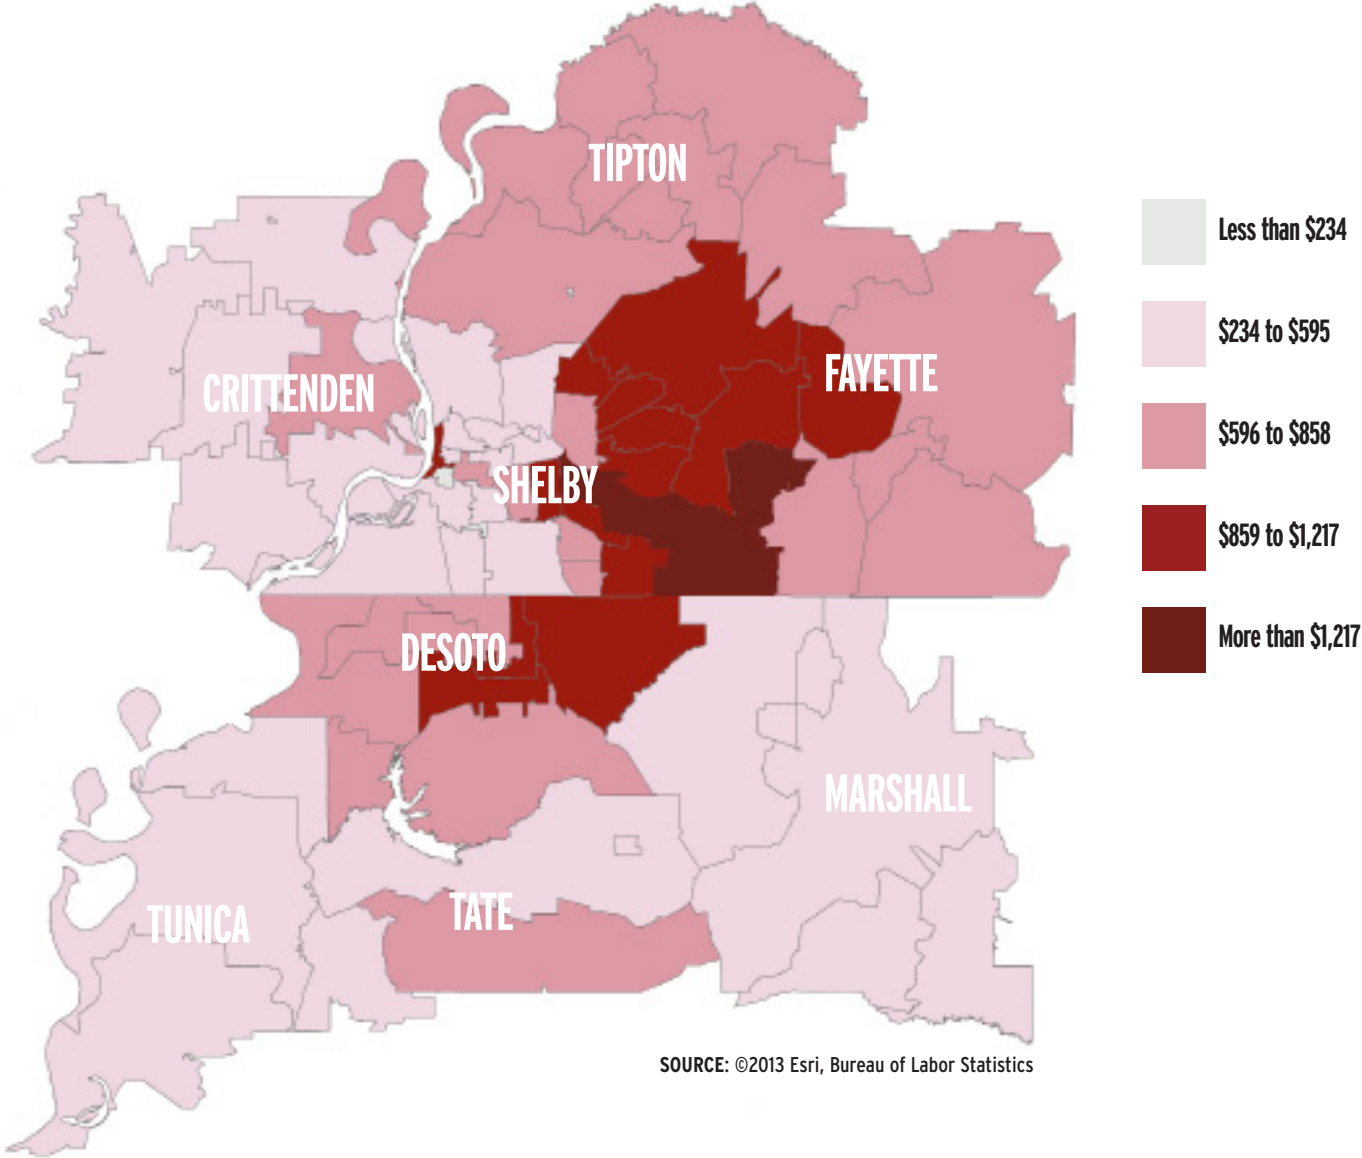 TIPTON
Less than $234
$234 to $595
FAYETTE
CRITTENDEN
$596 to $858
SHELBY
$859 to $1,217
DESOTO
More than $1,217
MARSHALL
TATE
TUNICA
SOURCE: ©2013 Esri, Bureau of Labor Statistics